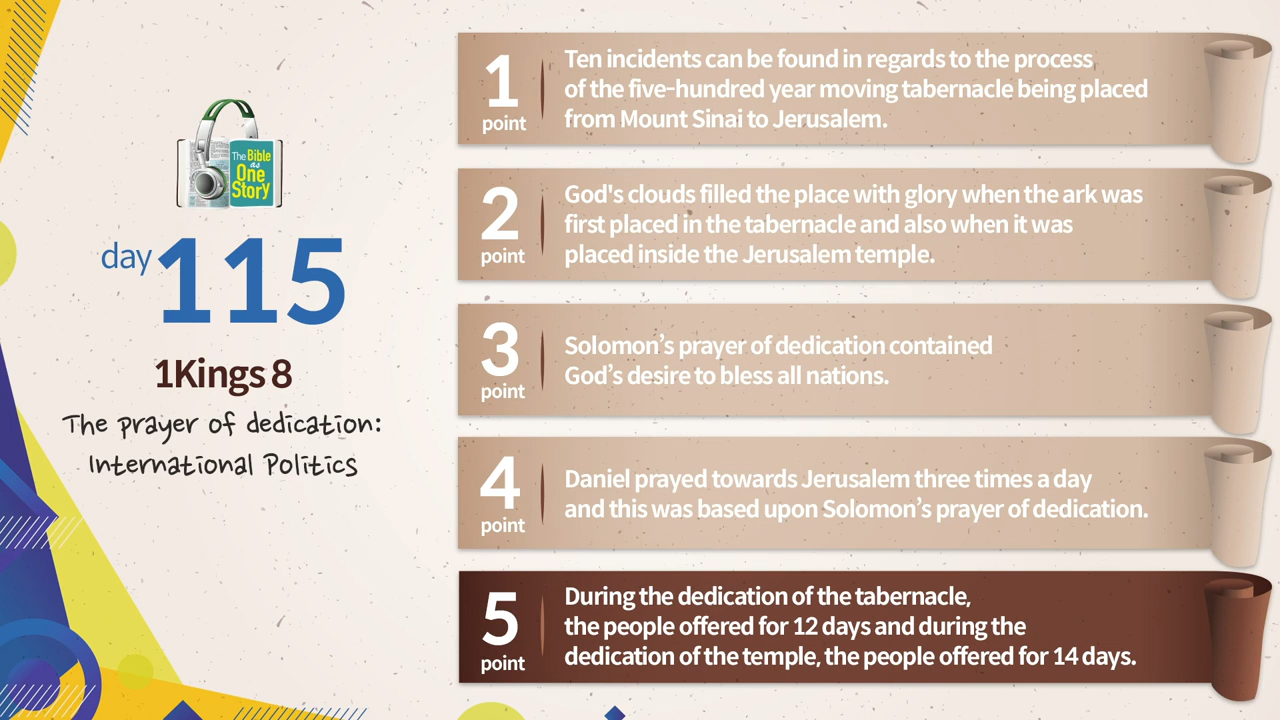 The Bible
as
One
Story
day 115
1Kings 8
The prayer of dedication:
International Politics
1
point
Ten incidents can be found in regards to the process
of the five-hundred year moving tabernacle being placed
from Mount Sinai to Jerusalem.
2
point
God's clouds filled the place with glory when the ark was
first placed in the tabernacle and also when it was
placed inside the Jerusalem temple.
3
point
Solomon’s prayer of dedication contained
God’s desire to bless all nations.
4
point
Daniel prayed towards Jerusalem three times a day
and this was based upon Solomon’s prayer of dedication.
5
point
During the dedication of the tabernacle,
the people offered for 12 days and during the
dedication of the temple, the people offered for 14 days.